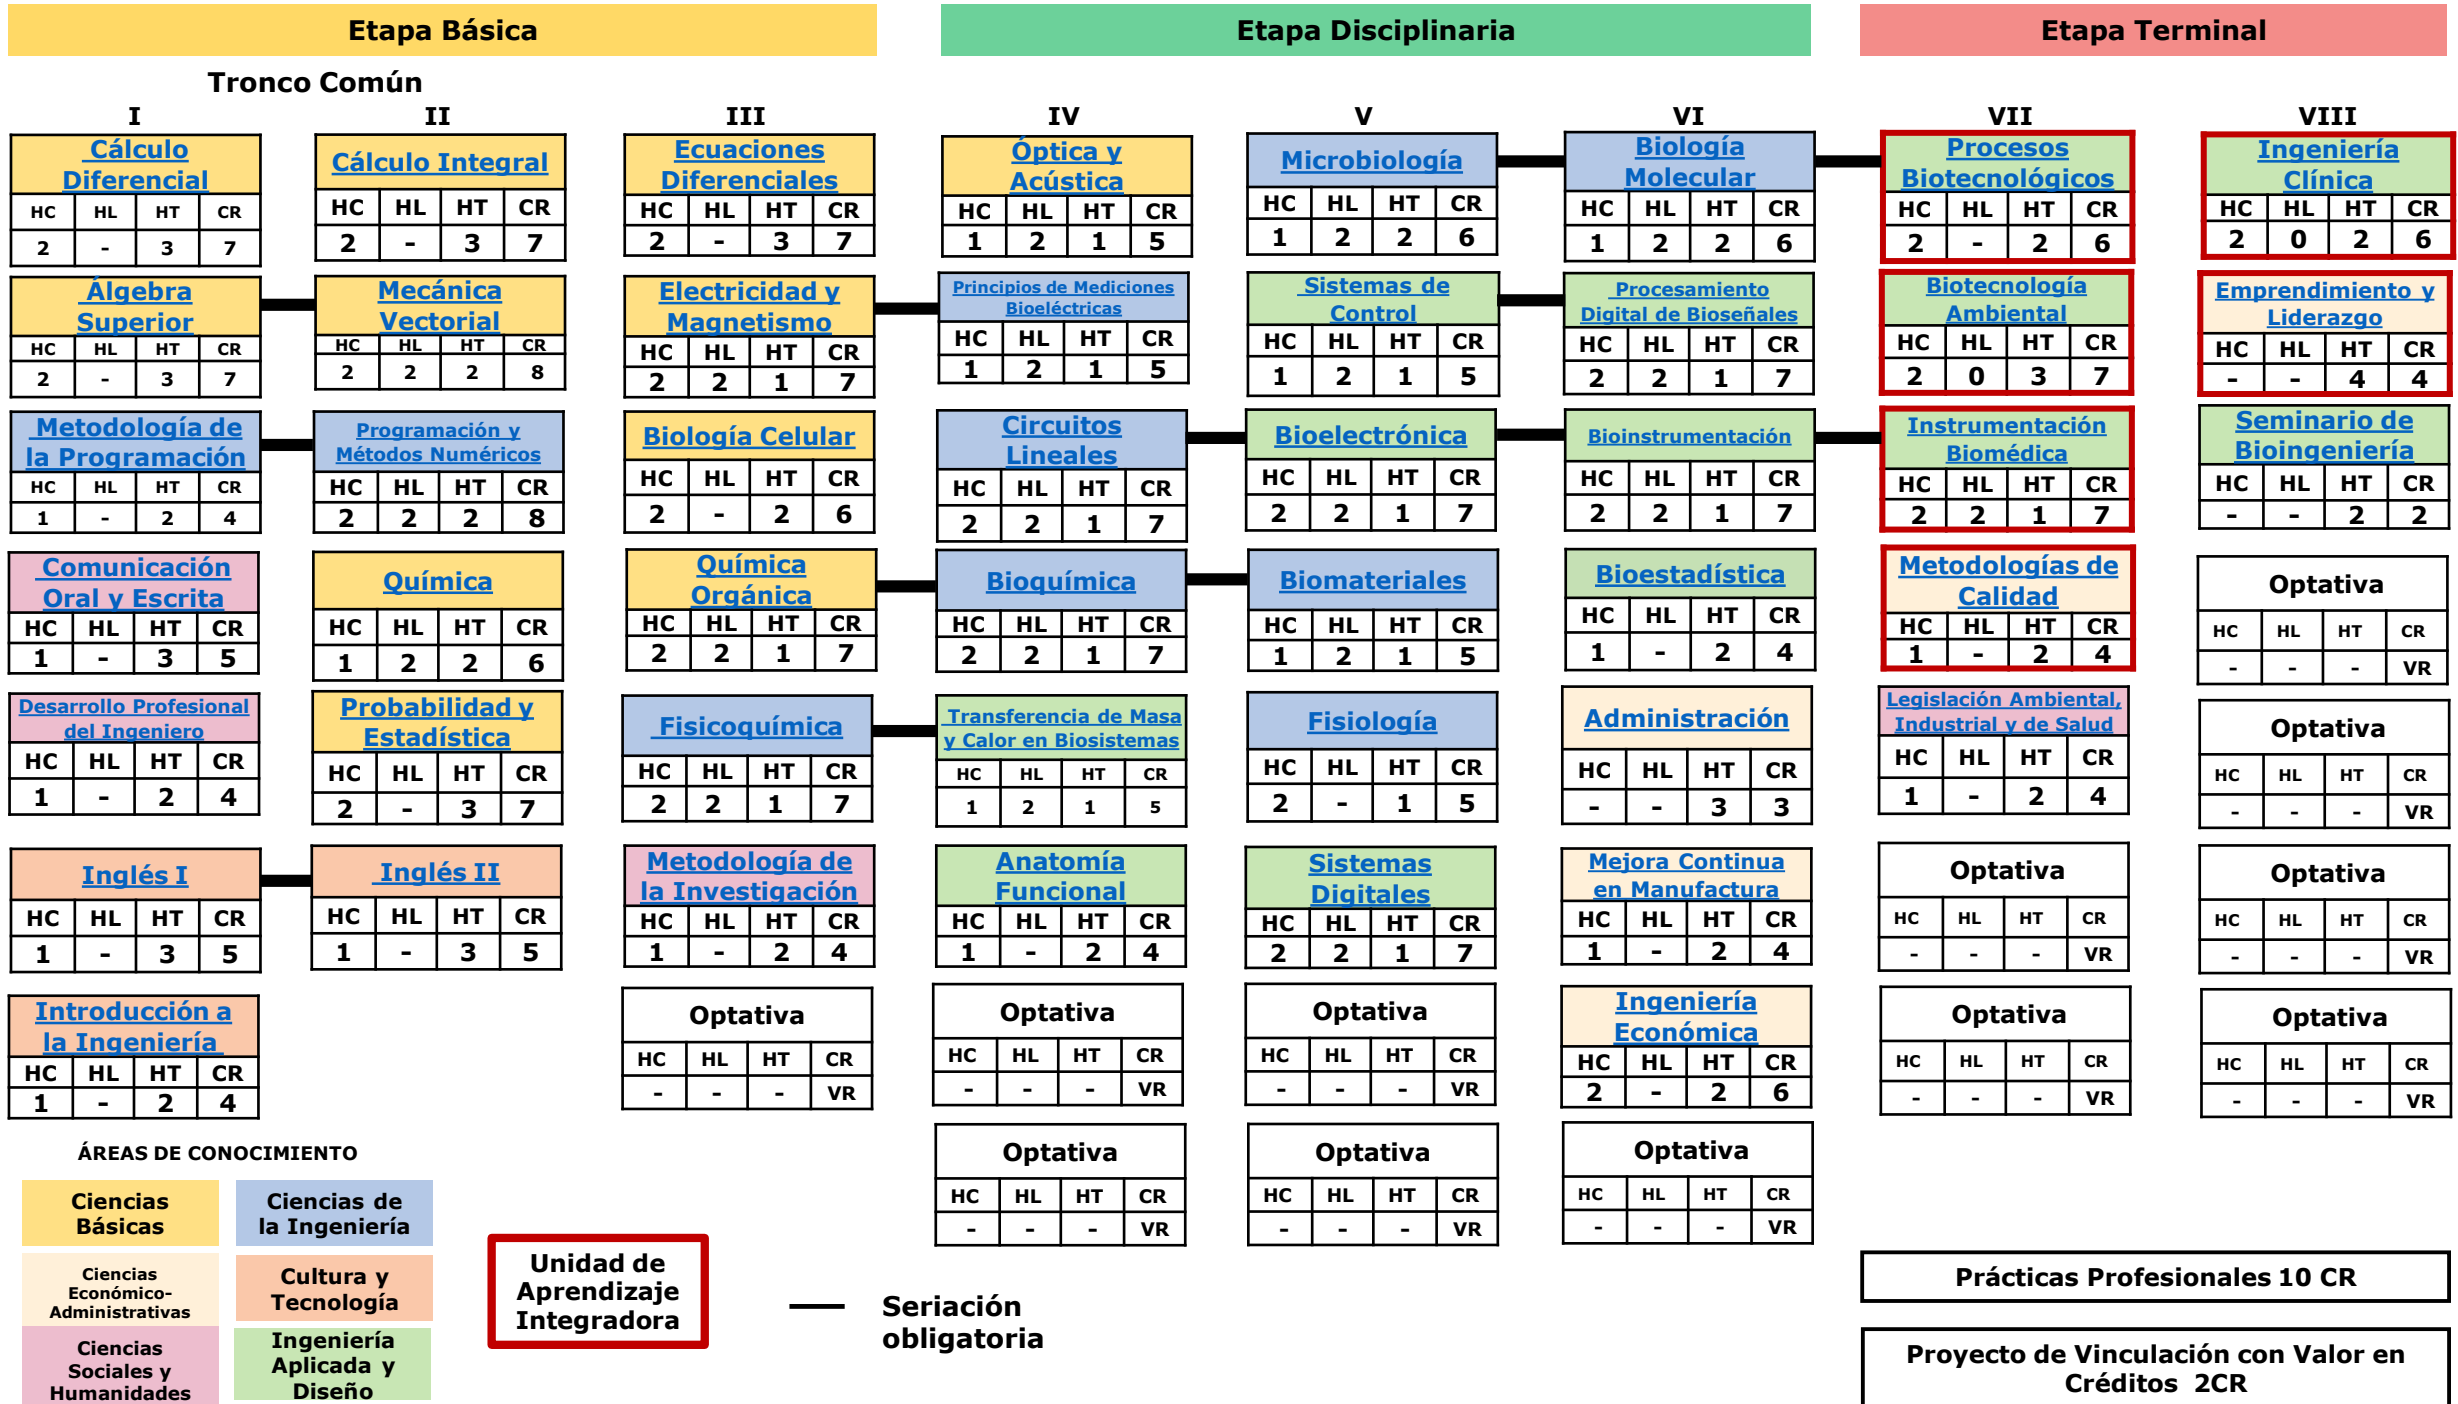 Etapa Básica
Etapa Disciplinaria
Etapa Terminal
Tronco Común
I
II
III
IV
V
VI
VII
VIII
Cálculo
Diferencial
HC HL HT CR
2 - 3 7
Cálculo Integral
HC HL HT CR
2 - 3 7
Ecuaciones
Diferenciales
HC HL HT CR
2 - 3 7
Óptica y
Acústica
HC HL HT CR
1 2 1 5
Microbiología
HC HL HT CR
1 2 2 6
Biología
Molecular
HC HL HT CR
1 2 2 6
Procesos
Biotecnológicos
HC HL HT CR
2 - 2 6
Ingeniería
Clínica
HC HL HT CR
2 0 2 6
Álgebra
Superior
HC HL HT CR
2 - 3 7
Mecánica
Vectorial
HC HL HT CR
2 2 2 8
Electricidad y
Magnetismo
HC HL HT CR
2 2 1 7
Principios de Mediciones
Bioeléctricas
HC HL HT CR
1 2 1 5
Sistemas de
Control
HC HL HT CR
1 2 1 5
Procesamiento
Digital de Bioseñales
HC HL HT CR
2 2 1 7
Biotecnología
Ambiental
HC HL HT CR
2 0 3 7
Emprendimiento y
Liderazgo
HC HL HT CR
- - 4 4
Metodología de
la Programación
HC HL HT CR
1 - 2 4
Programación y
Métodos Numéricos
HC HL HT CR
2 2 2 8
Biología Celular
HC HL HT CR
2 - 2 6
Circuitos
Lineales
HC HL HT CR
2 2 1 7
Bioelectrónica
HC HL HT CR
2 2 1 7
Bioinstrumentación
HC HL HT CR
2 2 1 7
Instrumentación
Biomédica
HC HL HT CR
2 2 1 7
Seminario de
Bioingeniería
HC HL HT CR
- - 2 2
Comunicación
Oral y Escrita
HC HL HT CR
1 - 3 5
Química
HC HL HT CR
1 2 2 6
Química
Orgánica
HC HL HT CR
2 2 1 7
Bioquímica
HC HL HT CR
2 2 1 7
Biomateriales
HC HL HT CR
1 2 1 5
Bioestadística
HC HL HT CR
1 - 2 4
Metodologías de
Calidad
HC HL HT CR
1 - 2 4
Optativa
HC HL HT CR
- - - VR
Desarrollo Profesional
del Ingeniero
HC HL HT CR
1 - 2 4
Probabilidad y
Estadística
HC HL HT CR
2 - 3 7
Fisicoquímica
HC HL HT CR
2 2 1 7
Transferencia de Masa
y Calor en Biosistemas
HC HL HT CR
1 2 1 5
Fisiología
HC HL HT CR
2 - 1 5
Administración
HC HL HT CR
- - 3 3
Legislación Ambiental,
Industrial y de Salud
HC HL HT CR
1 - 2 4
Optativa
HC HL HT CR
- - - VR
Inglés I
HC HL HT CR
1 - 3 5
Inglés II
HC HL HT CR
1 - 3 5
Metodología de
la Investigación
HC HL HT CR
1 - 2 4
Anatomía
Funcional
HC HL HT CR
1 - 2 4
Sistemas
Digitales
HC HL HT CR
2 2 1 7
Mejora Continua
en Manufactura
HC HL HT CR
1 - 2 4
Optativa
HC HL HT CR
- - - VR
Optativa
HC HL HT CR
- - - VR
Introducción a
la Ingeniería
HC HL HT CR
1 - 2 4
Optativa
HC HL HT CR
- - - VR
Optativa
HC HL HT CR
- - - VR
Optativa
HC HL HT CR
- - - VR
Ingeniería
Económica
HC HL HT CR
2 - 2 6
Optativa
HC HL HT CR
- - - VR
Optativa
HC HL HT CR
- - - VR
Optativa
HC HL HT CR
- - - VR
Optativa
HC HL HT CR
- - - VR
Optativa
HC HL HT CR
- - - VR
ÁREAS DE CONOCIMIENTO
Ciencias
Básicas
Ciencias de
la Ingeniería
Ciencias
Económico-
Administrativas
Cultura y
Tecnología
Ciencias
Sociales y
Humanidades
Ingeniería
Aplicada y
Diseño
Unidad de
Aprendizaje
Integradora
Seriación
obligatoria
Prácticas Profesionales 10 CR
Proyecto de Vinculación con Valor en
Créditos 2CR